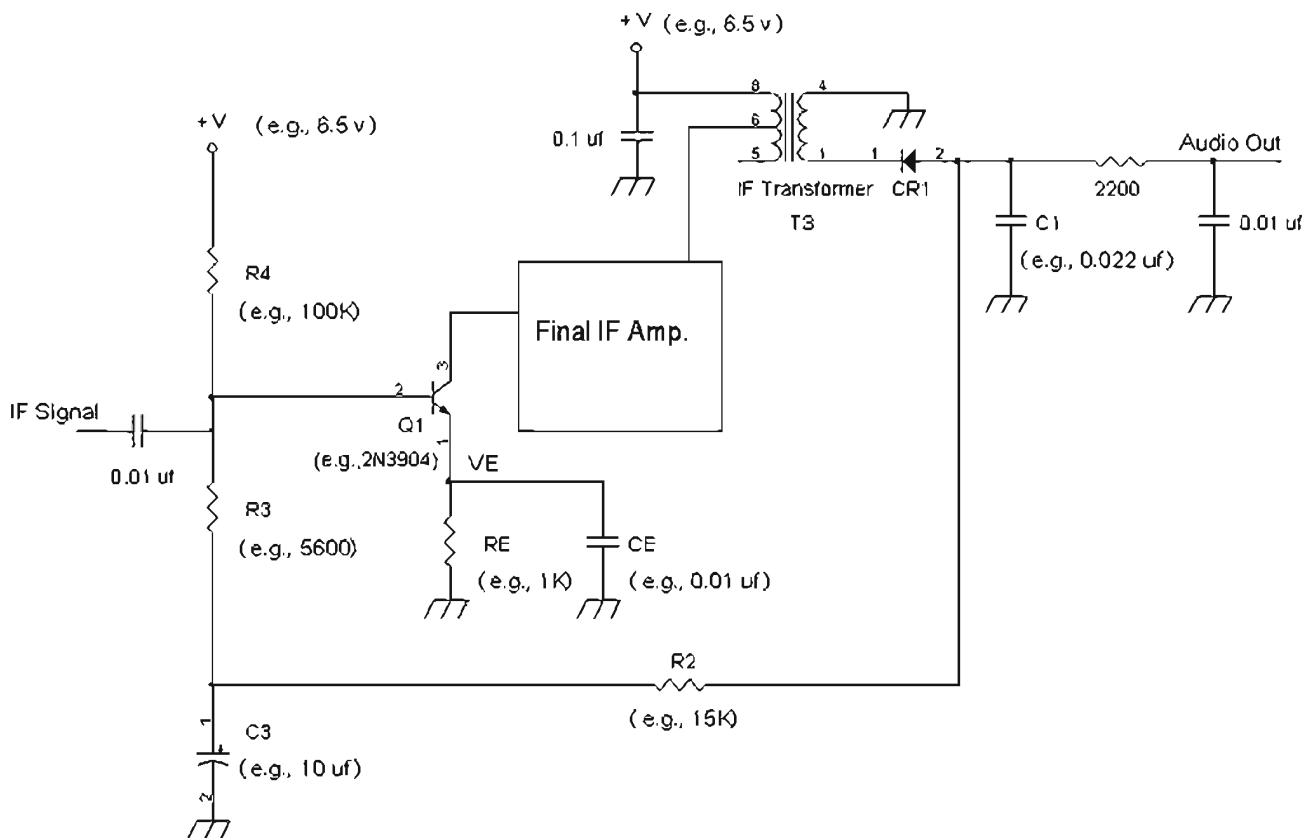 +V (e.g., 6.5 v)
+V (e.g., 6.5 v)
8
4
6
5
1
1
2
0.1 uf
IF Transformer
T3
CR1
Audio Out
2200
C1
(e.g., 0.022 uf)
0.01 uf
R4
(e.g., 100K)
Final IF Amp.
3
2
Q1
1
(e.g.,2N3904)
VE
IF Signal
0.01 uf
R3
(e.g., 5600)
RE
(e.g., 1K)
CE
(e.g., 0.01 uf)
R2
(e.g., 15K)
1
C3
(e.g., 10 uf)
2